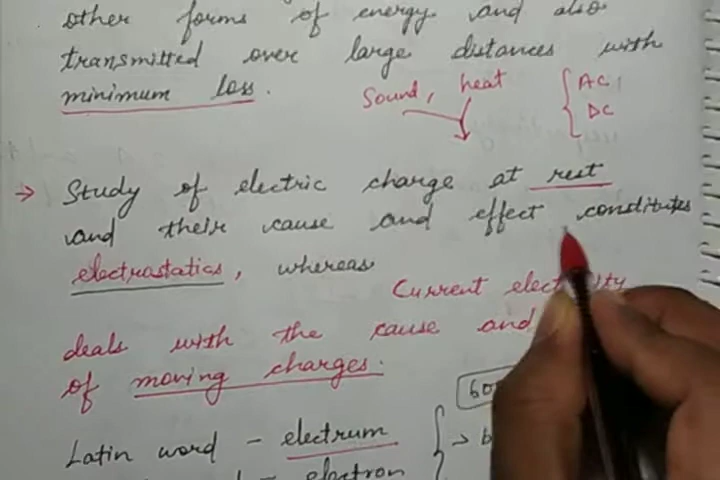 other forms of energy and also
transmitted over large distances with
minimum loss.
Sound, heat
{ AC,
DC
→ Study of electric charge at rest
and their cause and effect constitutes
electrostatics, whereas
Current electricity
deals with the cause and
of moving charges.
Latin word - electrum
electron